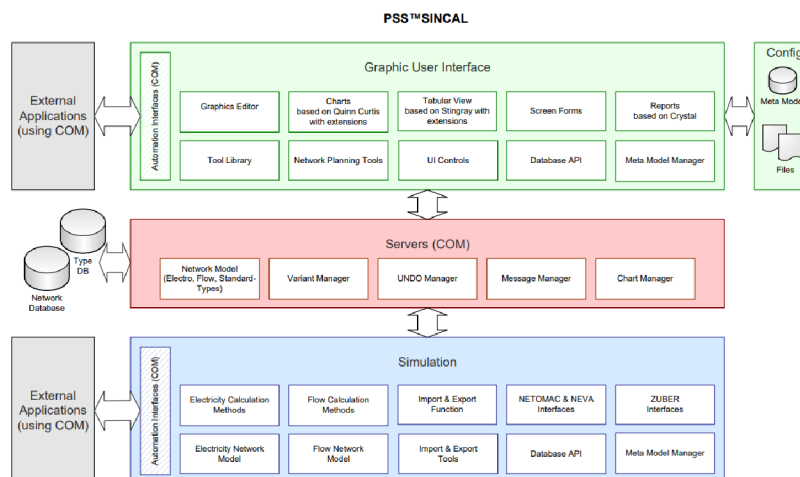 PSS™SINCAL
External
Applications
(using COM)
Automation Interfaces (COM)
Graphic User Interface
Graphics Editor
Charts
based on Quinn Curtis
with extensions
Tabular View
based on Stingray with
extensions
Screen Forms
Reports
based on Crystal
Tool Library
Network Planning Tools
UI Controls
Database API
Meta Model Manager
Config
Meta Mode
Files
Type
DB
Network
Database
Servers (COM)
Network Model
(Electro, Flow, Standard-
Types)
Variant Manager
UNDO Manager
Message Manager
Chart Manager
External
Applications
(using COM)
Automation Interfaces (COM)
Simulation
Electricity Calculation
Methods
Flow Calculation
Methods
Import & Export
Function
NETOMAC & NEVA
Interfaces
ZUBER
Interfaces
Electricity Network
Model
Flow Network
Model
Import & Export
Tools
Database API
Meta Model Manager